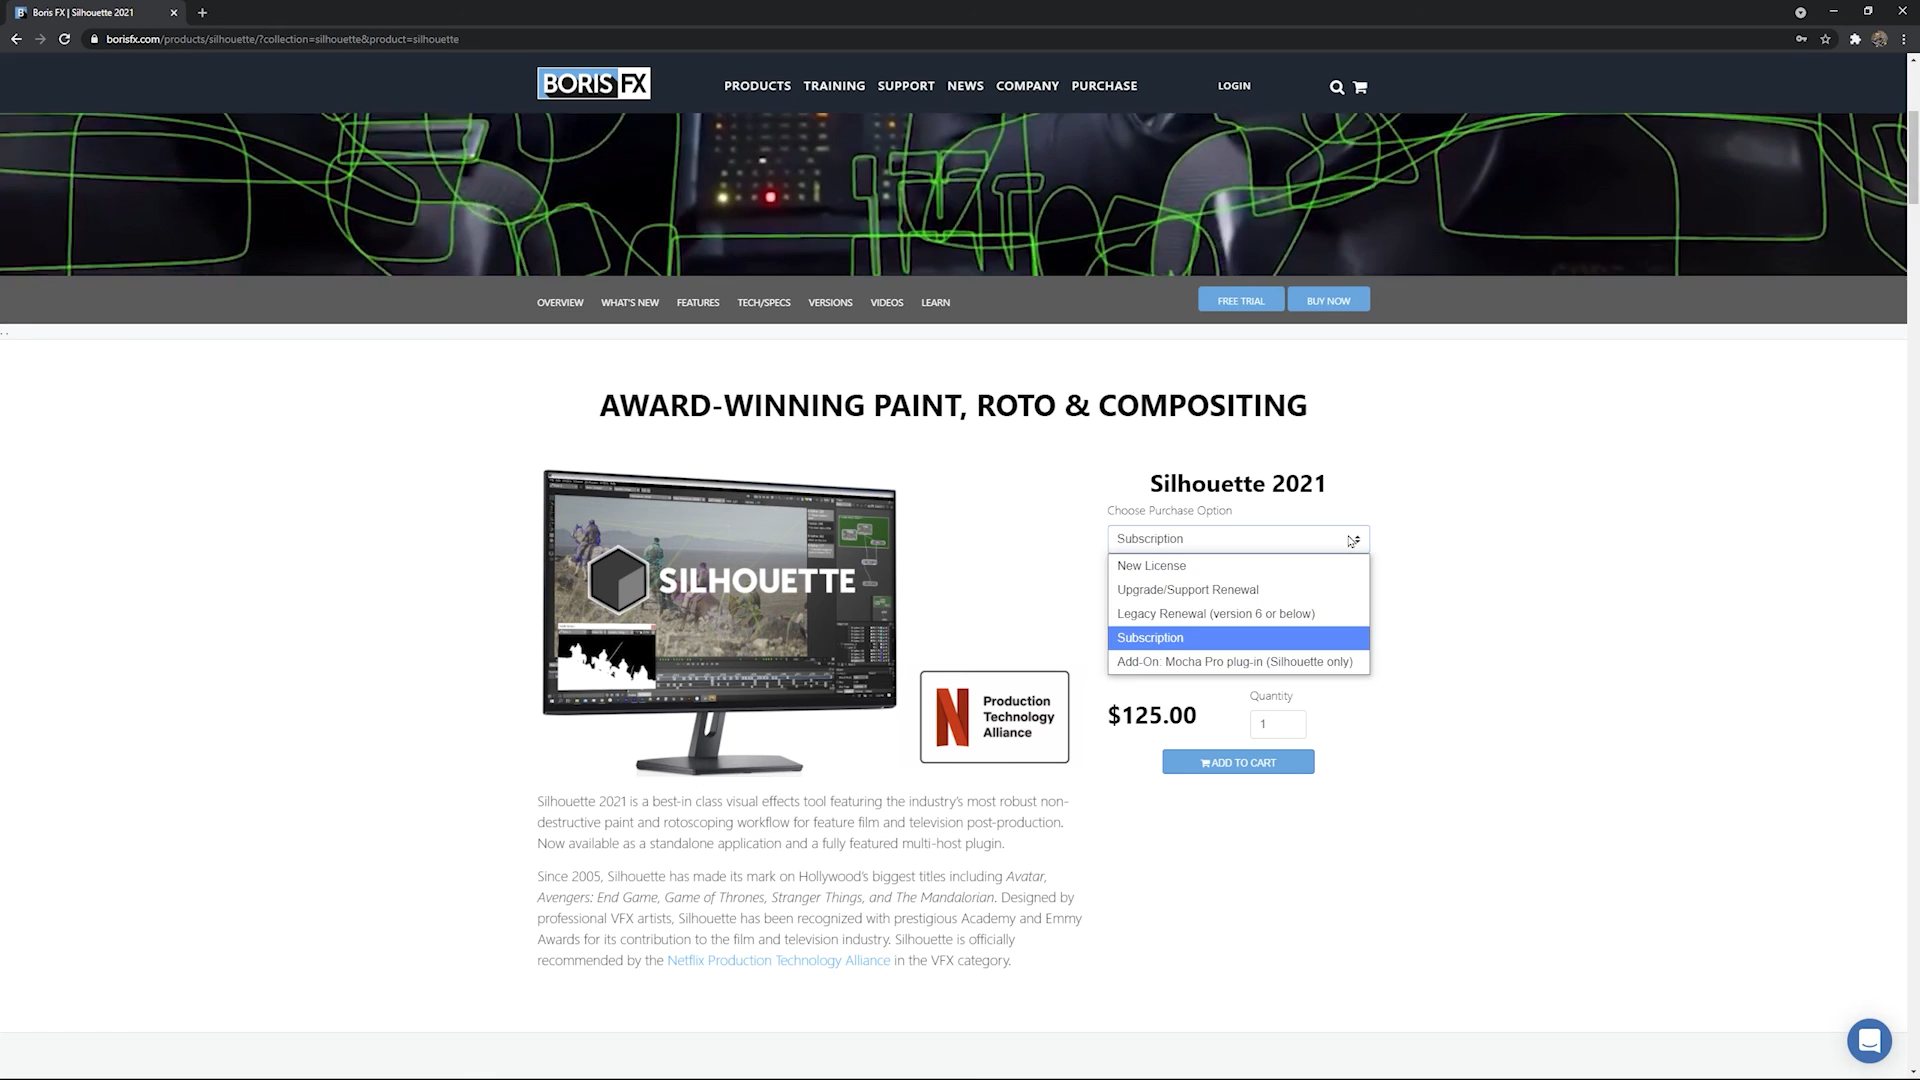 Boris FX | Silhouette 2021
borisfx.com/products/silhouette/?collection=silhouette&product=silhouette
BORIS FX
PRODUCTS TRAINING SUPPORT NEWS COMPANY PURCHASE LOGIN
OVERVIEW WHAT'S NEW FEATURES TECH/SPECS VERSIONS VIDEOS LEARN FREE TRIAL BUY NOW
AWARD-WINNING PAINT, ROTO & COMPOSITING
Silhouette 2021
Choose Purchase Option
Subscription
New License
Upgrade/Support Renewal
Legacy Renewal (version 6 or below)
Subscription
Add-On: Mocha Pro plug-in (Silhouette only)
SILHOUETTE
N
Production
Technology
Alliance
Quantity
$125.00
1
ADD TO CART
Silhouette 2021 is a best-in class visual effects tool featuring the industry's most robust non-
destructive paint and rotoscoping workflow for feature film and television post-production.
Now available as a standalone application and a fully featured multi-host plugin.
Since 2005, Silhouette has made its mark on Hollywood's biggest titles including Avatar,
Avengers: End Game, Game of Thrones, Stranger Things, and The Mandalorian. Designed by
professional VFX artists, Silhouette has been recognized with prestigious Academy and Emmy
Awards for its contribution to the film and television industry. Silhouette is officially
recommended by the Netflix Production Technology Alliance in the VFX category.